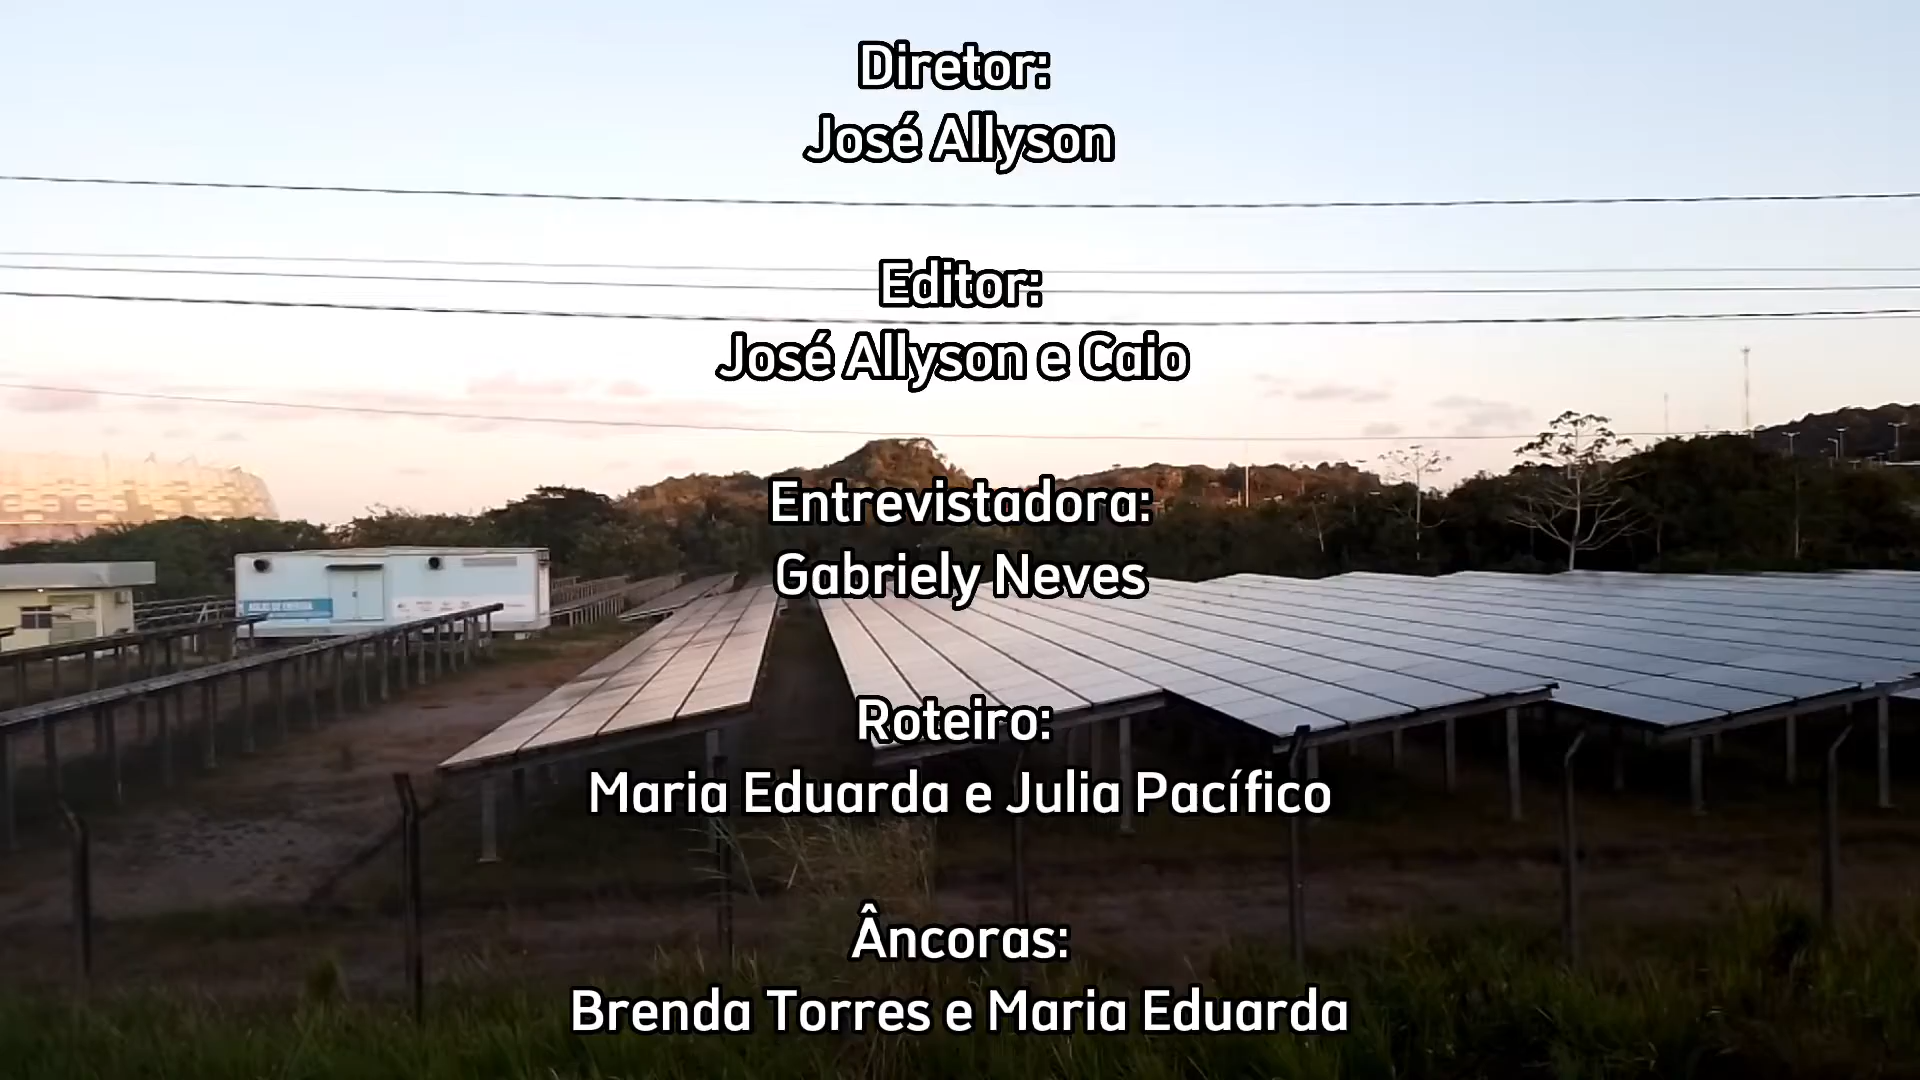 Diretor:
José Allyson
Editor:
José Allyson e Caio
Entrevistadora:
Gabriely Neves
Roteiro:
Maria Eduarda e Julia Pacífico
Âncoras:
Brenda Torres e Maria Eduarda